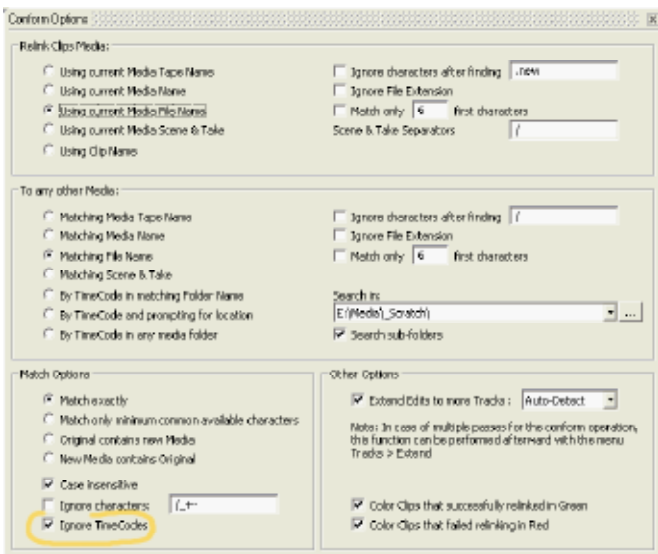 Conform Options
Relink Clips Media:
Using current Media Tape Name
Using current Media Name
Using current Media File Name
Using current Media Scene & Take
Using Clip Name
Ignore characters after finding .new
Ignore File Extension
Match only 6 first characters
Scene & Take Separators /
To any other Media:
Matching Media Tape Name
Matching Media Name
Matching File Name
Matching Scene & Take
By TimeCode in matching Folder Name
By TimeCode and prompting for location
By TimeCode in any media folder
Ignore characters after finding /
Ignore File Extension
Match only 6 first characters
Search in:
E:\Media\_Scratch\
...
Search sub-folders
Match Options
Match exactly
Match only minimum common available characters
Original contains new Media
New Media contains Original
Case insensitive
Ignore characters:
Ignore TimeCodes
Other Options
Extend Edits to more Tracks : Auto-Detect
Note: In case of multiple passes for the conform operation,
this function can be performed afterward with the menu
Tracks > Extend
Color Clips that successfully relinked in Green
Color Clips that failed relinking in Red